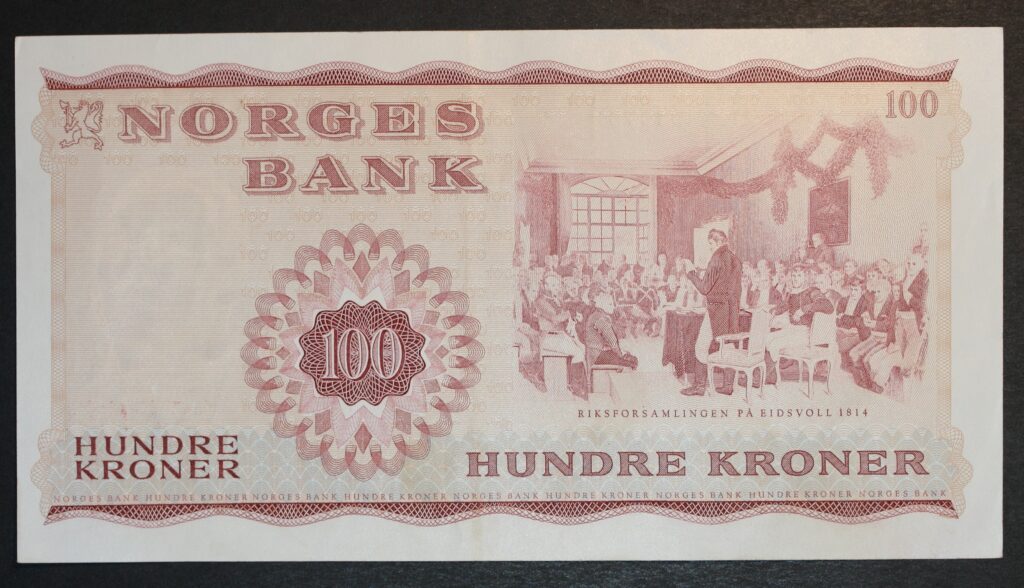 NORGES
BANK
100
100
RIKSFORSAMLINGEN PÅ EIDSVOLL 1814
HUNDRE
KRONER
HUNDRE KRONER
NORGES BANK HUNDRE KRONER NORGES BANK HUNDRE KRONER NORGES BANK HUNDRE KRONER NORGES BANK HUNDRE KRONER NORGES BANK